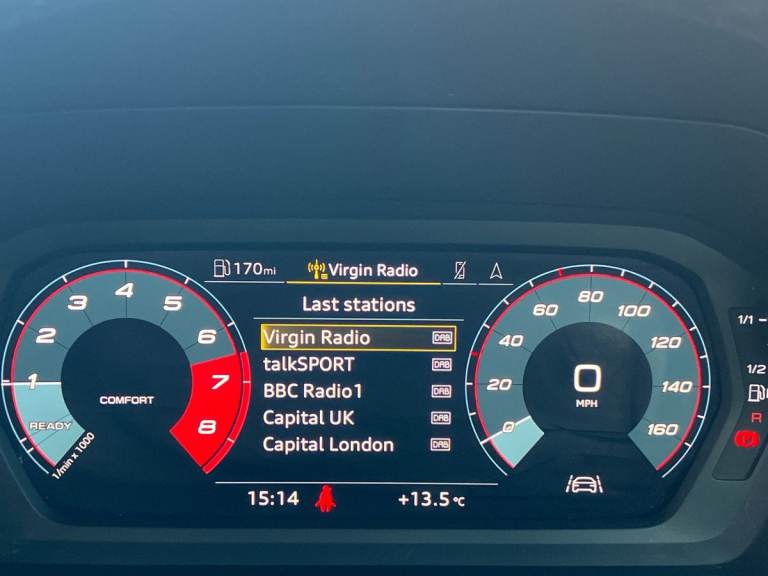 170mi
Virgin Radio
Last stations
Virgin Radio DAB
talkSPORT DAB
BBC Radio1 DAB
Capital UK DAB
Capital London DAB
15:14
+13.5°C
READY
1
2
3
4
5
6
7
8
COMFORT
1/min x 1000
0
20
40
60
80
100
120
140
160
0
MPH
1/1
1/2
R